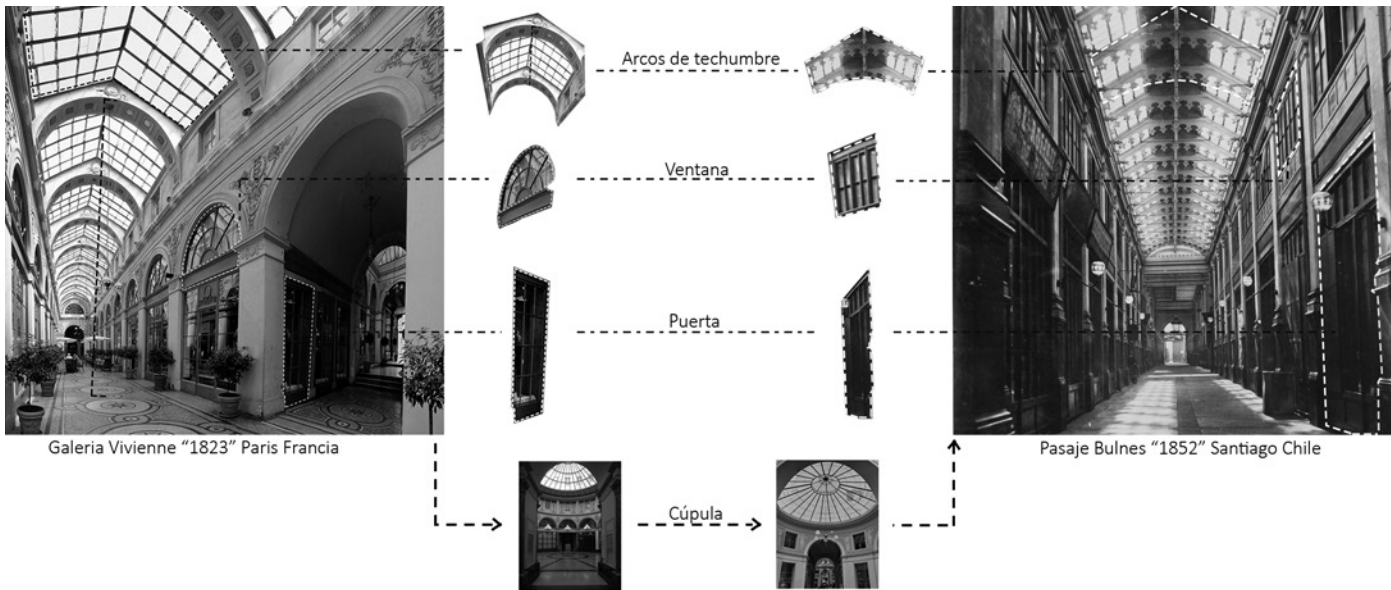 Arcos de techumbre
Ventana
Puerta
Galeria Vivienne “1823” Paris Francia
Pasaje Bulnes “1852” Santiago Chile
Cúpula